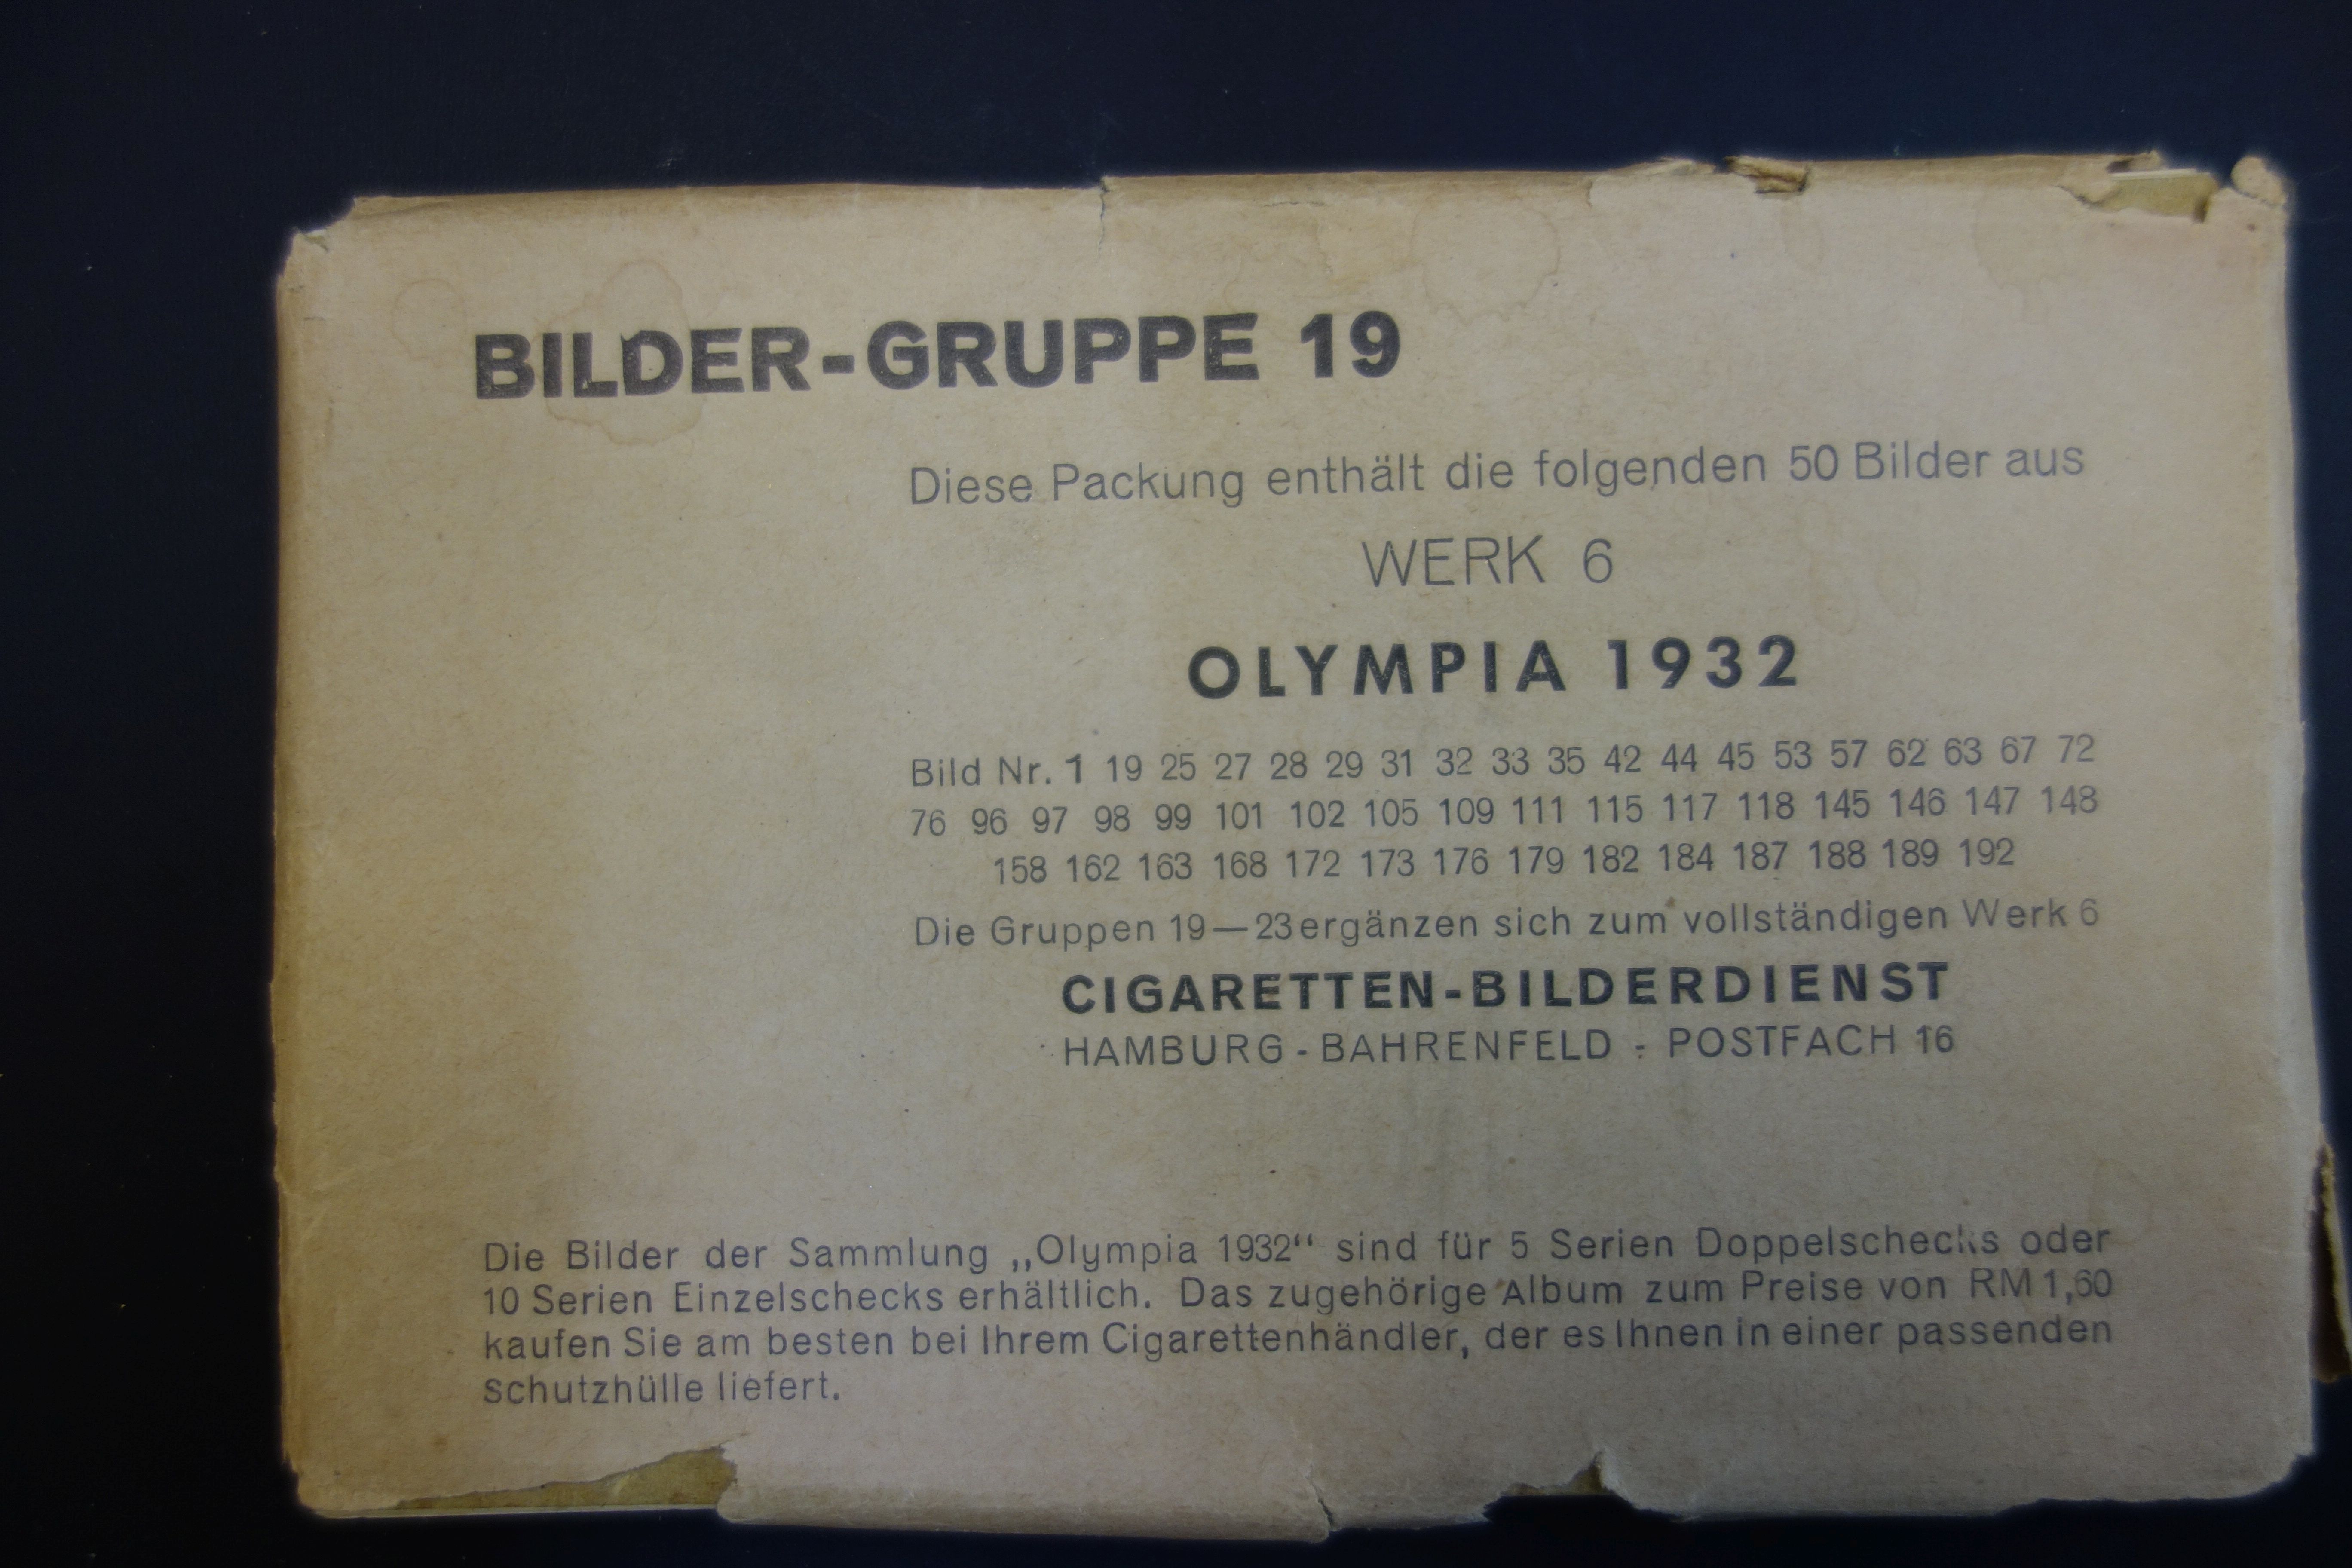 BILDER-GRUPPE 19
Diese Packung enthält die folgenden 50 Bilder aus
WERK 6
OLYMPIA 1932
Bild Nr. 1 19 25 27 28 29 31 32 33 35 42 44 45 53 57 62 63 67 72
76 96 97 98 99 101 102 105 109 111 115 117 118 145 146 147 148
158 162 163 168 172 173 176 179 182 184 187 188 189 192
Die Gruppen 19—23 ergänzen sich zum vollständigen Werk 6
CIGARETTEN-BILDERDIENST
HAMBURG - BAHRENFELD - POSTFACH 16
Die Bilder der Sammlung „Olympia 1932“ sind für 5 Serien Doppelschecks oder
10 Serien Einzelschecks erhältlich. Das zugehörige Album zum Preise von RM 1,60
kaufen Sie am besten bei Ihrem Cigarettenhändler, der es Ihnen in einer passenden
Schutzhülle liefert.